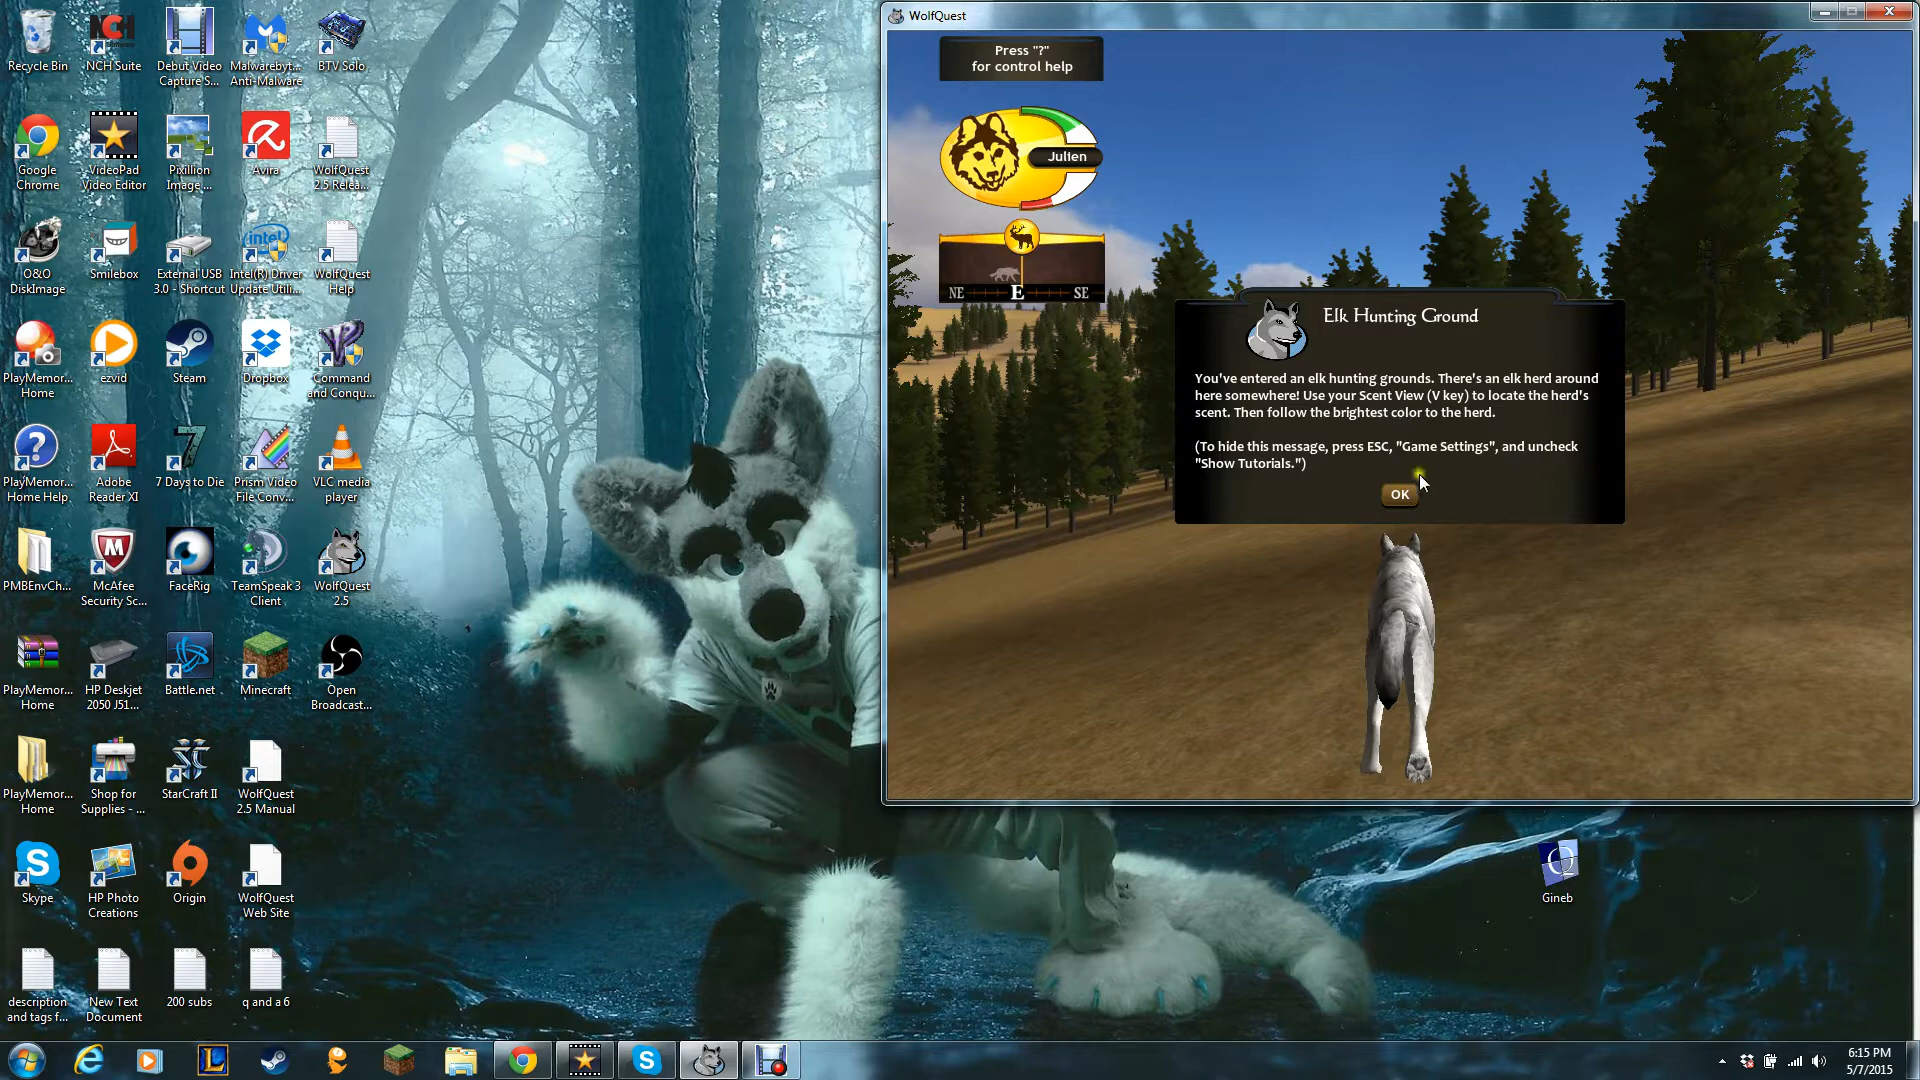 Recycle Bin
NCH Suite
Debut Video
Capture S...
Malwarebyt...
Anti-Malware
BTV Solo
Google
Chrome
VideoPad
Video Editor
Pixillion
Image ...
Avira
WolfQuest
2.5 Relea...
O&O
DiskImage
Smilebox
External USB
3.0 - Shortcut
Intel(R) Driver
Update Utili...
WolfQuest
Help
PlayMemor...
Home
ezvid
Steam
Dropbox
Command
and Conqu...
PlayMemor...
Home Help
Adobe
Reader XI
7 Days to Die
Prism Video
File Conv...
VLC media
player
PMBEnvCh...
McAfee
Security Sc...
FaceRig
TeamSpeak 3
Client
WolfQuest
2.5
PlayMemor...
Home
HP Deskjet
2050 J51...
Battle.net
Minecraft
Open
Broadcast...
PlayMemor...
Home
Shop for
Supplies - ...
StarCraft II
WolfQuest
2.5 Manual
Skype
HP Photo
Creations
Origin
WolfQuest
Web Site
description
and tags f...
New Text
Document
200 subs
q and a 6
WolfQuest
Press "?"
for control help
Julien
NE E SE
Elk Hunting Ground
You've entered an elk hunting grounds. There's an elk herd around
here somewhere! Use your Scent View (V key) to locate the herd's
scent. Then follow the brightest color to the herd.
(To hide this message, press ESC, "Game Settings", and uncheck
"Show Tutorials.")
OK
Gineb
6:15 PM
5/7/2015